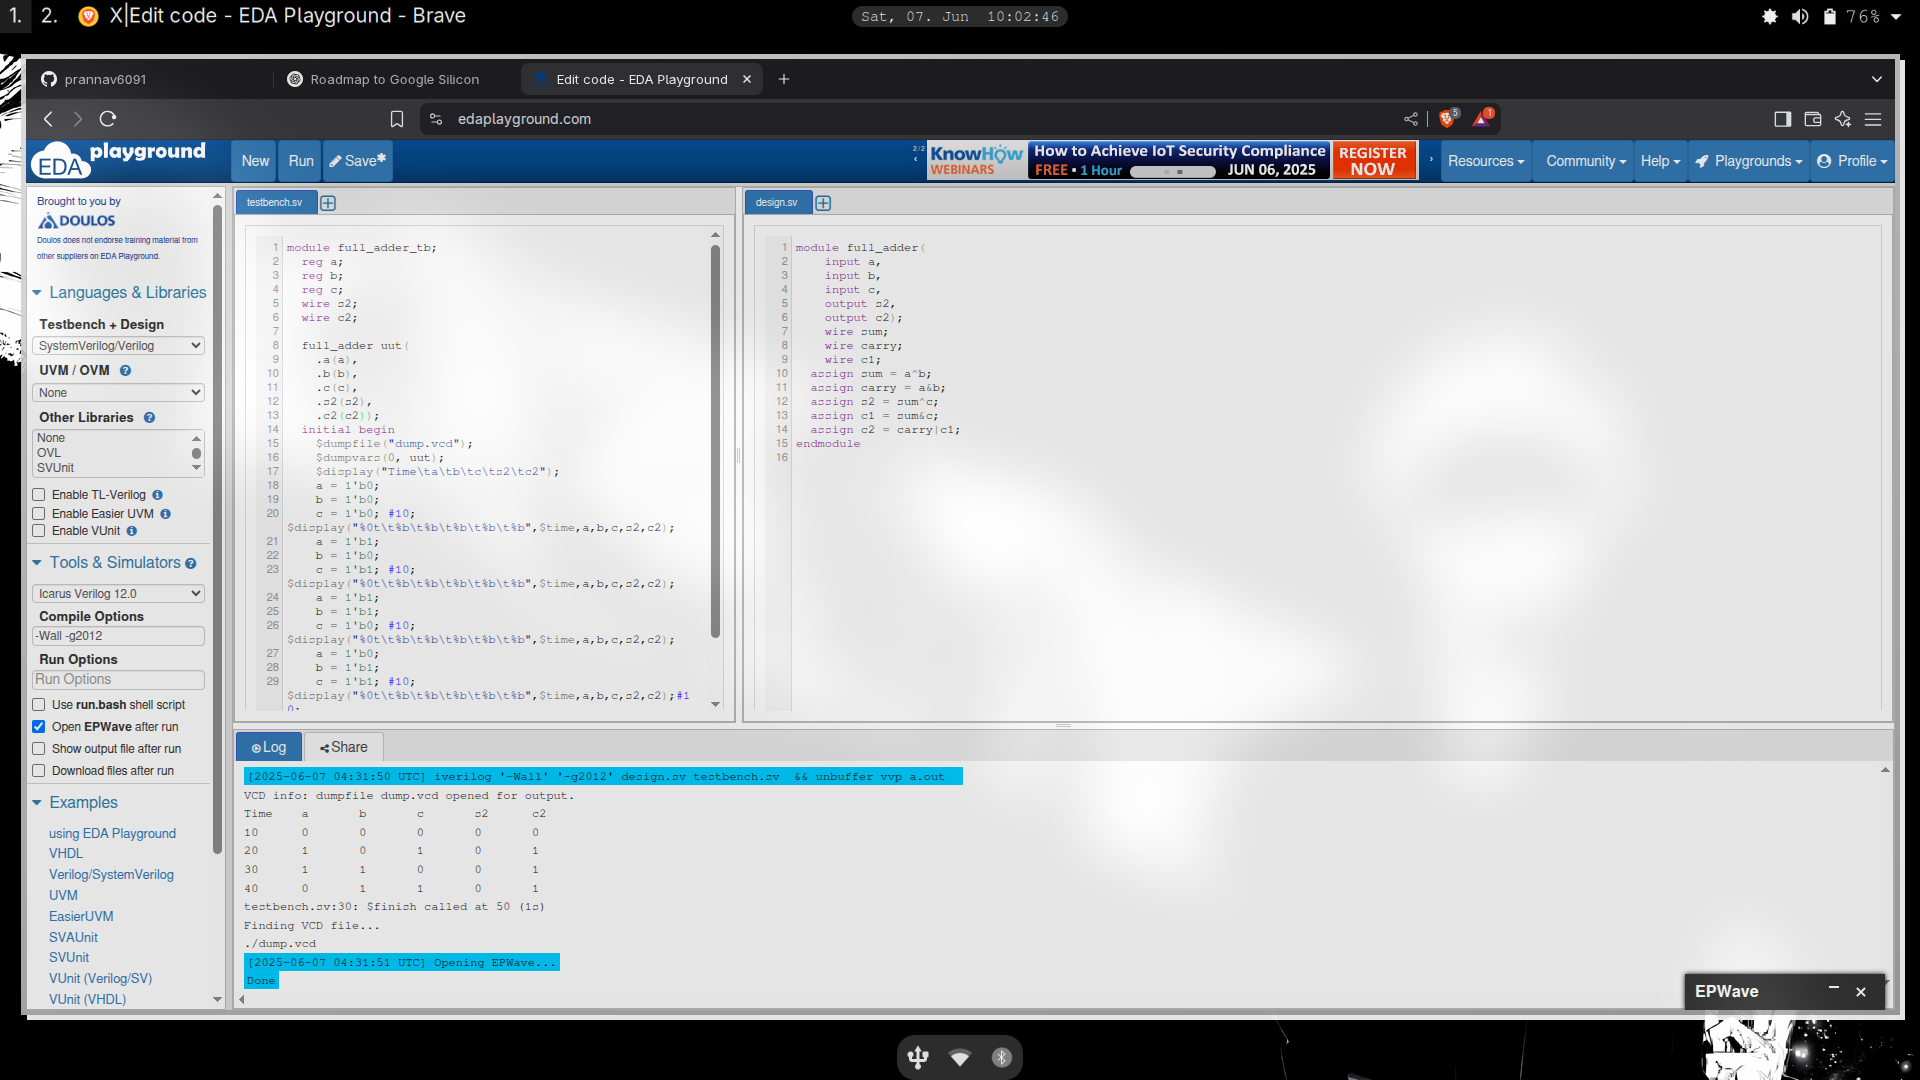 1. 2. X|Edit code - EDA Playground - Brave
Sat, 07. Jun 10:02:46
76%
prannav6091
Roadmap to Google Silicon
Edit code - EDA Playground
edaplayground.com
5
1
EDA playground
New
Run
Save*
2/2
KnowHow WEBINARS
How to Achieve IoT Security Compliance
FREE • 1 Hour
JUN 06, 2025
REGISTER NOW
Resources
Community
Help
Playgrounds
Profile
Brought to you by
DOULOS
Doulos does not endorse training material from
other suppliers on EDA Playground.
Languages & Libraries
Testbench + Design
SystemVerilog/Verilog
UVM / OVM
None
Other Libraries
None
OVL
SVUnit
Enable TL-Verilog
Enable Easier UVM
Enable VUnit
Tools & Simulators
Icarus Verilog 12.0
Compile Options
-Wall -g2012
Run Options
Run Options
Use run.bash shell script
Open EPWave after run
Show output file after run
Download files after run
Examples
using EDA Playground
VHDL
Verilog/SystemVerilog
UVM
EasierUVM
SVAUnit
SVUnit
VUnit (Verilog/SV)
VUnit (VHDL)
testbench.sv
1 module full_adder_tb;
2 reg a;
3 reg b;
4 reg c;
5 wire s2;
6 wire c2;
7
8 full_adder uut(
9 .a(a),
10 .b(b),
11 .c(c),
12 .s2(s2),
13 .c2(c2));
14 initial begin
15 $dumpfile("dump.vcd");
16 $dumpvars(0, uut);
17 $display("Time\ta\tb\tc\ts2\tc2");
18 a = 1'b0;
19 b = 1'b0;
20 c = 1'b0; #10;
$display("%0t\t%b\t%b\t%b\t%b\t%b",$time,a,b,c,s2,c2);
21 a = 1'b1;
22 b = 1'b0;
23 c = 1'b1; #10;
$display("%0t\t%b\t%b\t%b\t%b\t%b",$time,a,b,c,s2,c2);
24 a = 1'b1;
25 b = 1'b1;
26 c = 1'b0; #10;
$display("%0t\t%b\t%b\t%b\t%b\t%b",$time,a,b,c,s2,c2);
27 a = 1'b0;
28 b = 1'b1;
29 c = 1'b1; #10;
$display("%0t\t%b\t%b\t%b\t%b\t%b",$time,a,b,c,s2,c2);#1
0;
design.sv
1 module full_adder(
2 input a,
3 input b,
4 input c,
5 output s2,
6 output c2);
7 wire sum;
8 wire carry;
9 wire c1;
10 assign sum = a^b;
11 assign carry = a&b;
12 assign s2 = sum^c;
13 assign c1 = sum&c;
14 assign c2 = carry|c1;
15 endmodule
16
Log
Share
[2025-06-07 04:31:50 UTC] iverilog '-Wall' '-g2012' design.sv testbench.sv && unbuffer vvp a.out
VCD info: dumpfile dump.vcd opened for output.
Time a b c s2 c2
10 0 0 0 0 0
20 1 0 1 0 1
30 1 1 0 0 1
40 0 1 1 0 1
testbench.sv:30: $finish called at 50 (1s)
Finding VCD file...
./dump.vcd
[2025-06-07 04:31:51 UTC] Opening EPWave...
Done
EPWave